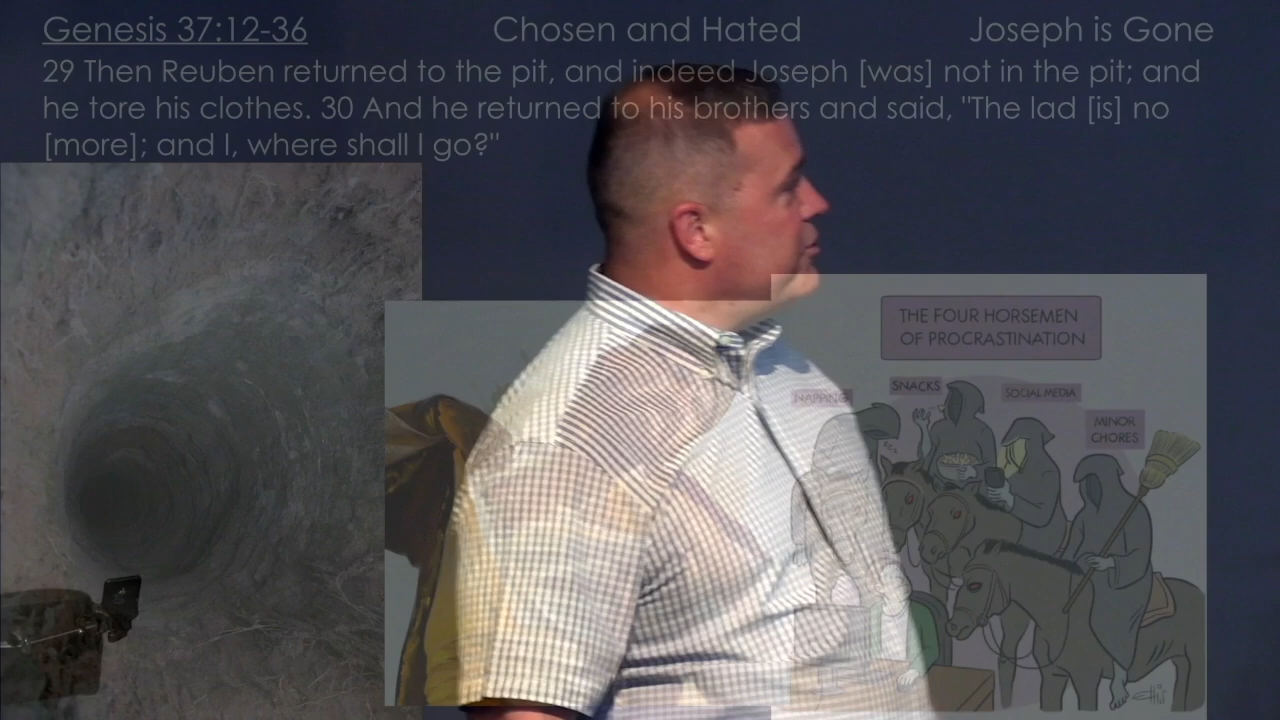 Genesis 37:12-36 Chosen and Hated Joseph is Gone
29 Then Reuben returned to the pit, and indeed Joseph [was] not in the pit; and
he tore his clothes. 30 And he returned to his brothers and said, "The lad [is] no
[more]; and I, where shall I go?"
THE FOUR HORSEMEN
OF PROCRASTINATION
SNACKS
SOCIAL MEDIA
NAPPING
MINOR
CHORES